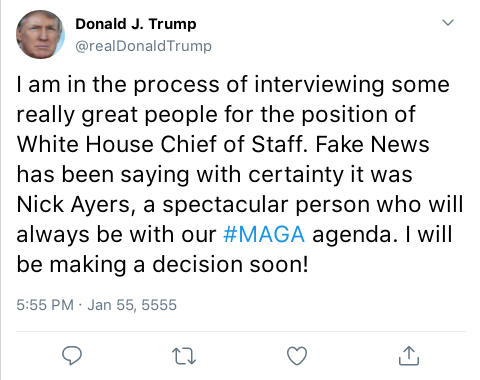 Donald J. Trump
@realDonaldTrump
I am in the process of interviewing some
really great people for the position of
White House Chief of Staff. Fake News
has been saying with certainty it was
Nick Ayers, a spectacular person who will
always be with our #MAGA agenda. I will
be making a decision soon!
5:55 PM · Jan 55, 5555